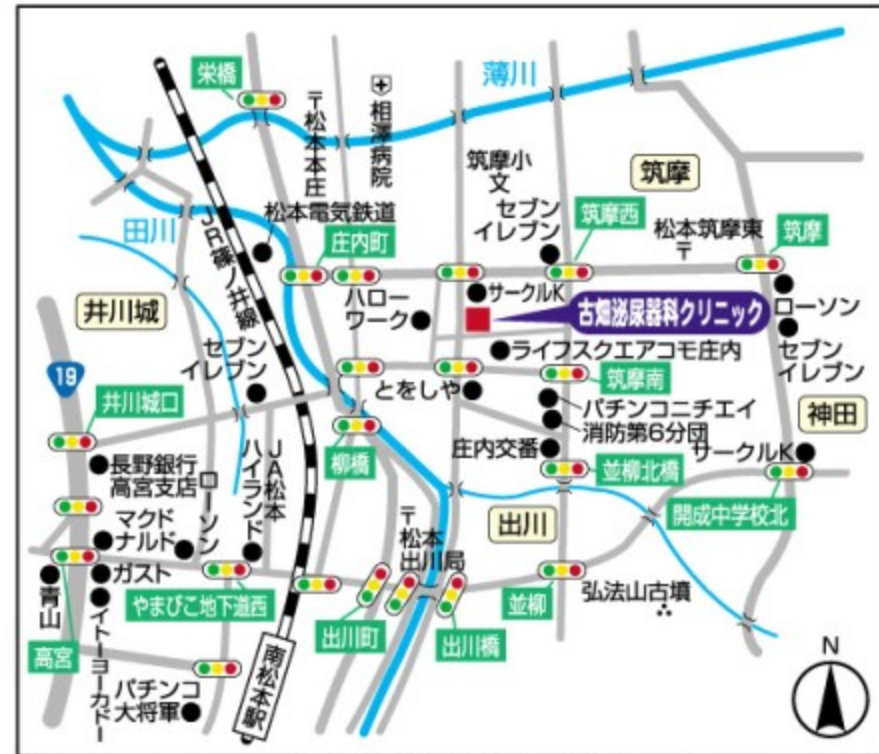 栄橋
薄川
〒松本本庄
相澤病院
筑摩小
文
筑摩
セブン
イレブン
筑摩西
松本筑摩東
〒
筑摩
田川
JR篠ノ井線
松本電気鉄道
庄内町
ハロー
ワーク
サークルK
古畑泌尿器科クリニック
ローソン
セブン
イレブン
井川城
セブン
イレブン
ライフスクエアコモ庄内
19
とをしや
筑摩南
井川城口
パチンコニチエイ
消防第6分団
神田
柳橋
庄内交番
サークルK
長野銀行
高宮支店
ローソン
JA松本
ハイランド
並柳北橋
開成中学校北
マクド
ナルド
〒松本
出川局
出川
ガスト
青山
やまびこ地下道西
並柳
弘法山古墳
イトーヨーカドー
出川町
出川橋
高宮
南松本駅
パチンコ
大将軍
N